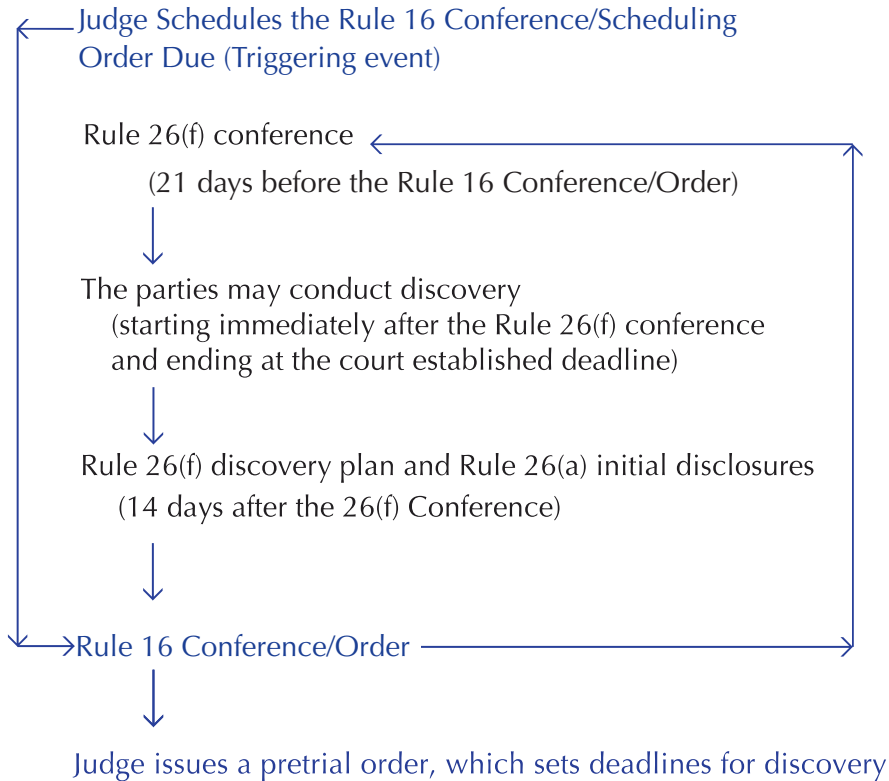 Judge Schedules the Rule 16 Conference/Scheduling
Order Due (Triggering event)
Rule 26(f) conference
(21 days before the Rule 16 Conference/Order)
The parties may conduct discovery
(starting immediately after the Rule 26(f) conference
and ending at the court established deadline)
Rule 26(f) discovery plan and Rule 26(a) initial disclosures
(14 days after the 26(f) Conference)
Rule 16 Conference/Order
Judge issues a pretrial order, which sets deadlines for discovery